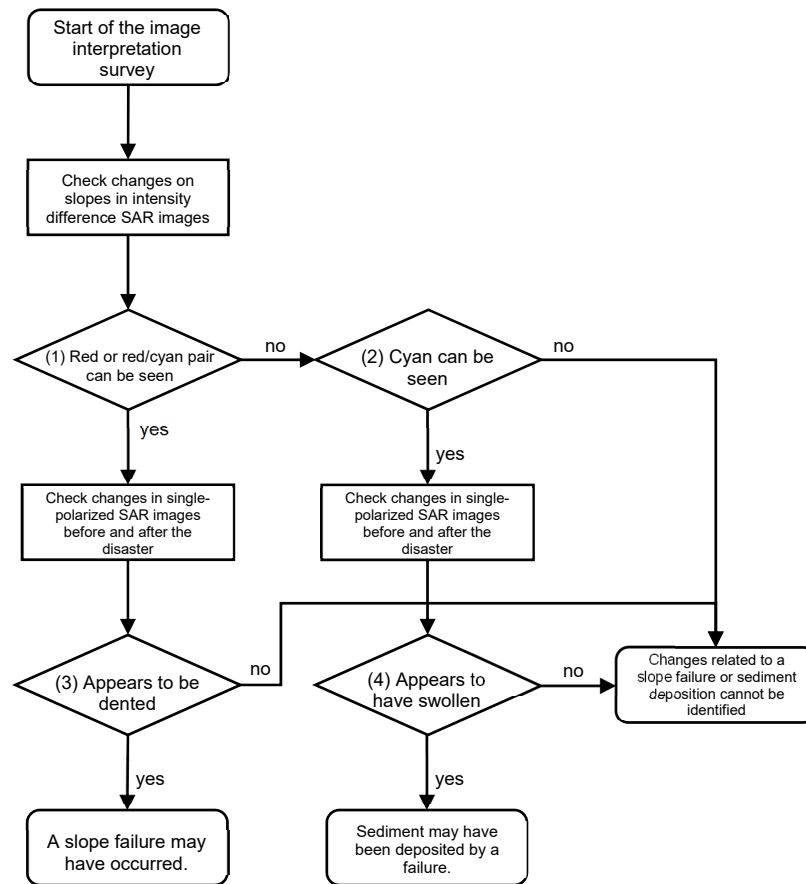 Start of the image
interpretation
survey
Check changes on
slopes in intensity
difference SAR images
(1) Red or red/cyan pair
can be seen
no
(2) Cyan can be
seen
no
yes
yes
Check changes in single-
polarized SAR images
before and after the
disaster
Check changes in single-
polarized SAR images
before and after the
disaster
(3) Appears to be
dented
no
(4) Appears to
have swollen
no
Changes related to a
slope failure or sediment
deposition cannot be
identified
yes
yes
A slope failure may
have occurred.
Sediment may have
been deposited by a
failure.